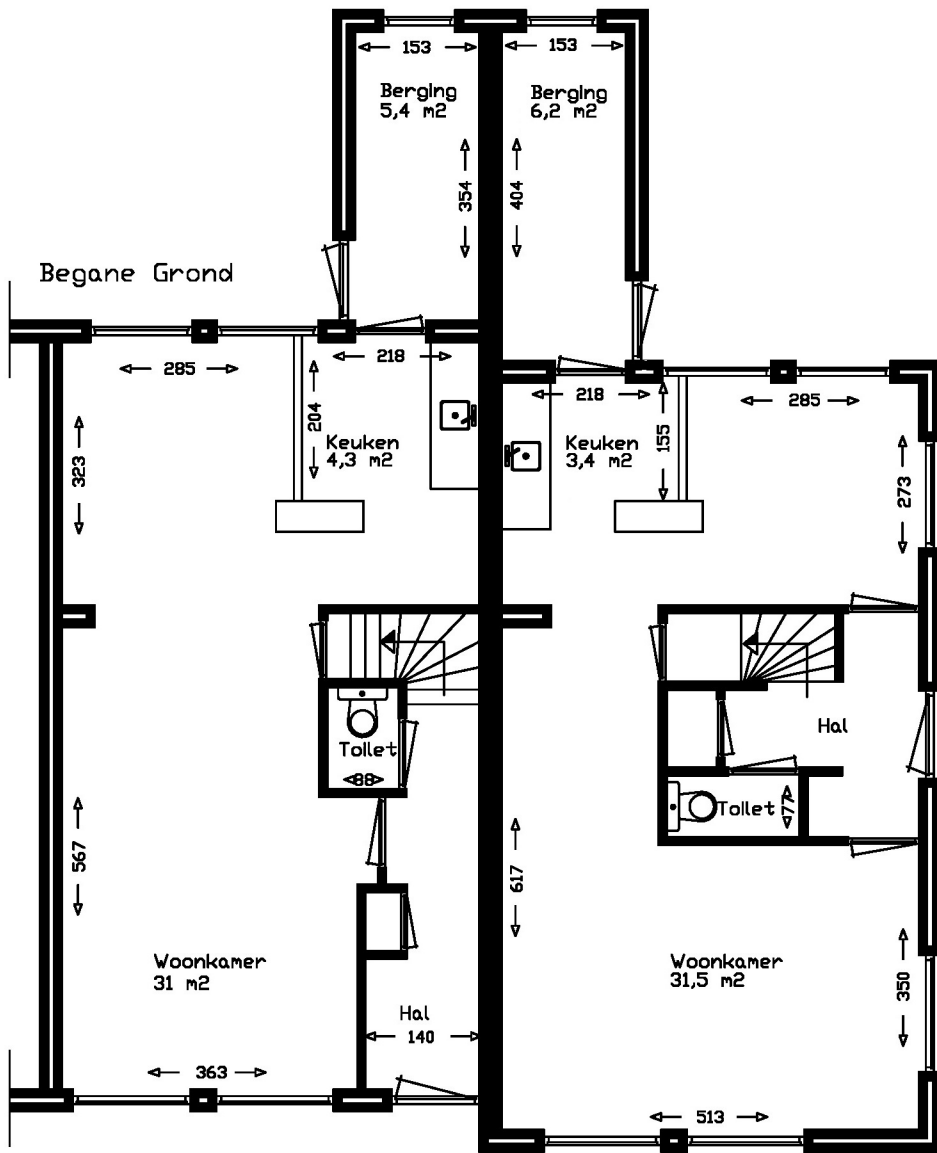 153
153
Berging
5,4 m2
Berging
6,2 m2
354
404
Begane Grond
285
218
218
285
204
155
Keuken
4,3 m2
Keuken
3,4 m2
323
273
Hal
Toilet
88
Toilet
77
567
617
Woonkamer
31 m2
Woonkamer
31,5 m2
350
Hal
140
363
513